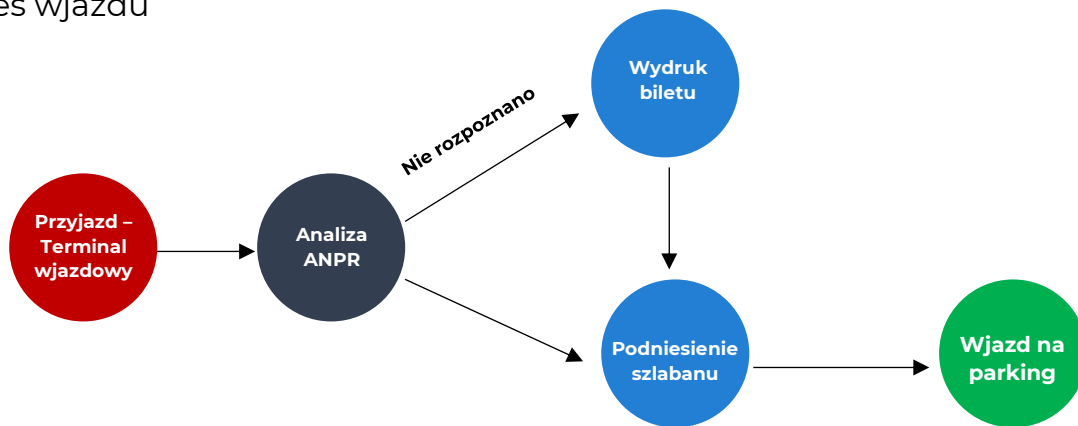 es wjazdu
Wydruk
biletu
Nie rozpoznano
Przyjazd –
Terminal
wjazdowy
Analiza
ANPR
Podniesienie
szlabanu
Wjazd na
parking